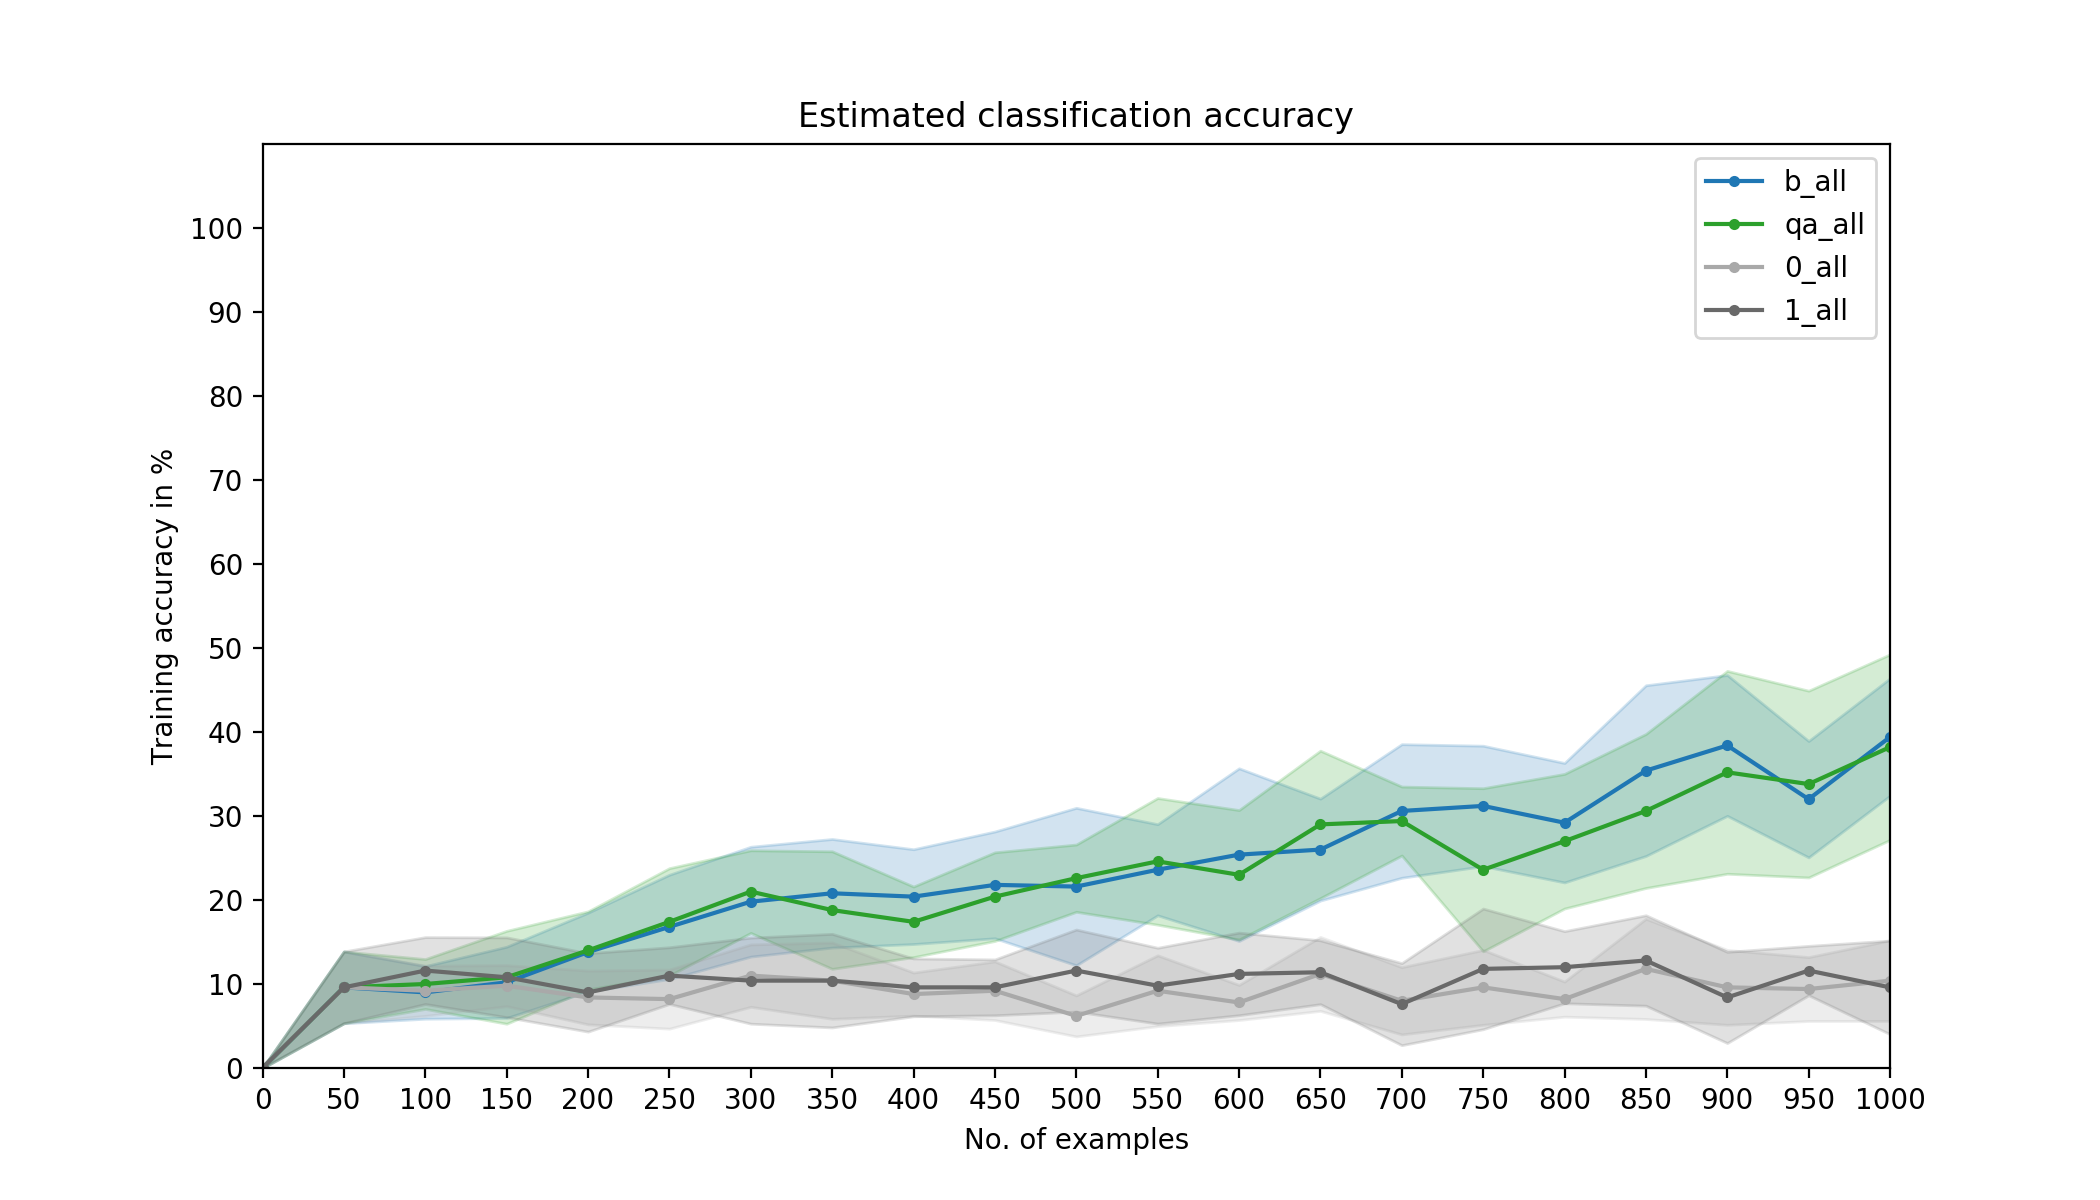 Estimated classification accuracy
b_all
qa_all
0_all
1_all
Training accuracy in %
100
90
80
70
60
50
40
30
20
10
0
0 50 100 150 200 250 300 350 400 450 500 550 600 650 700 750 800 850 900 950 1000
No. of examples